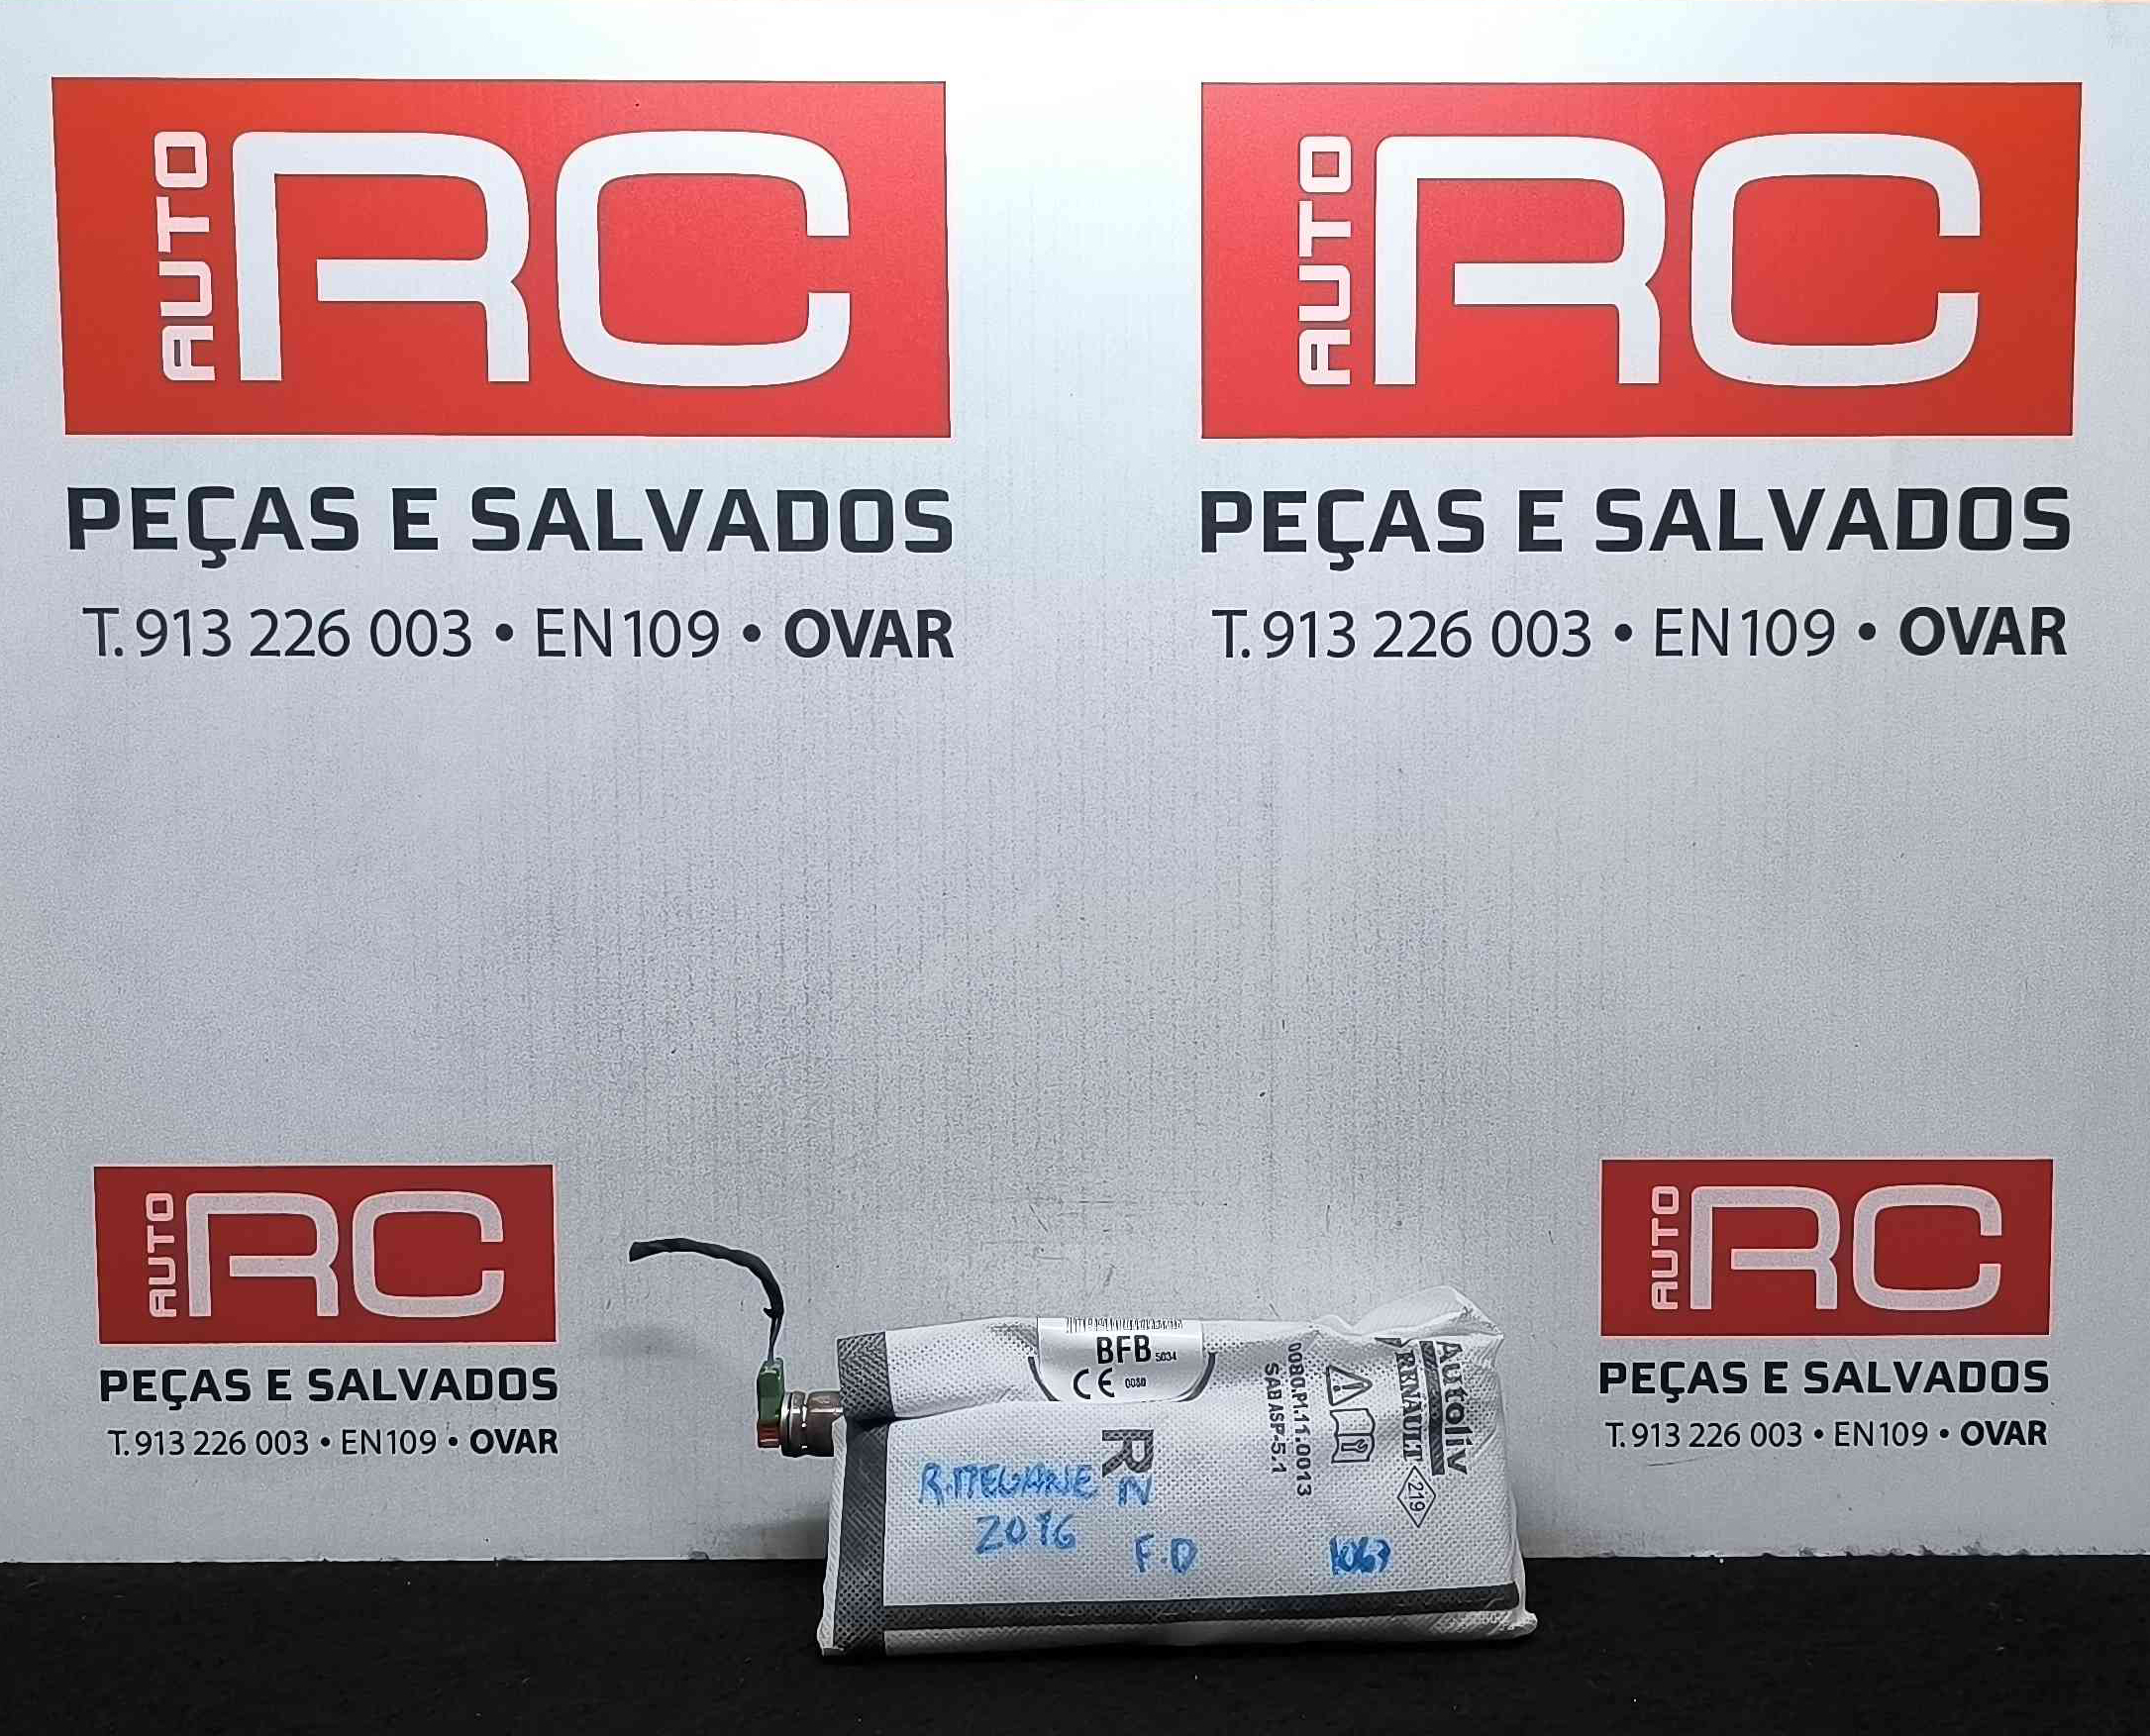 AUTO RC
PEÇAS E SALVADOS
T. 913 226 003 • EN109 • OVAR
AUTO RC
PEÇAS E SALVADOS
T. 913 226 003 • EN109 • OVAR
AUTO RC
PEÇAS E SALVADOS
T. 913 226 003 • EN109 • OVAR
AUTO RC
PEÇAS E SALVADOS
T. 913 226 003 • EN109 • OVAR
BFB 5034
CE 0080
R
Autoliv
RENAULT 219
0080.P1.11.0013
SAB ASP-5.1
R.MEGANE IV
2016
F.D